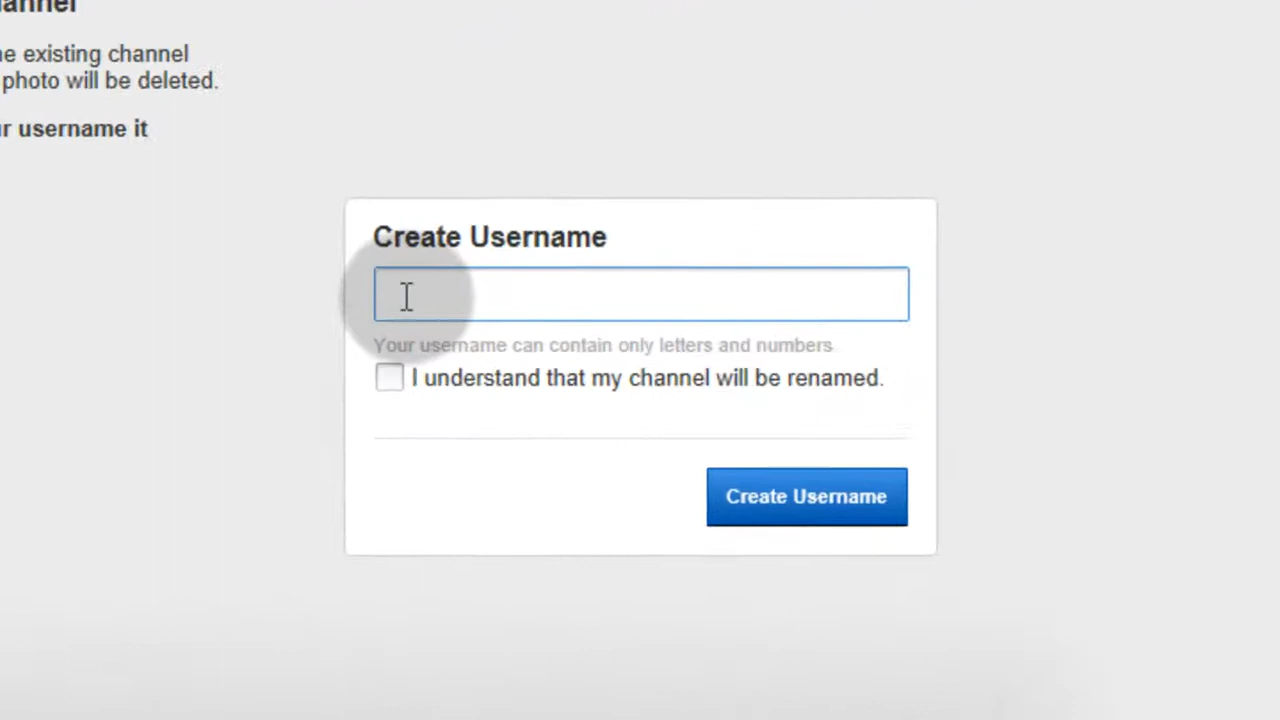 he existing channel
photo will be deleted.
username it
Create Username
Your username can contain only letters and numbers.
I understand that my channel will be renamed.
Create Username